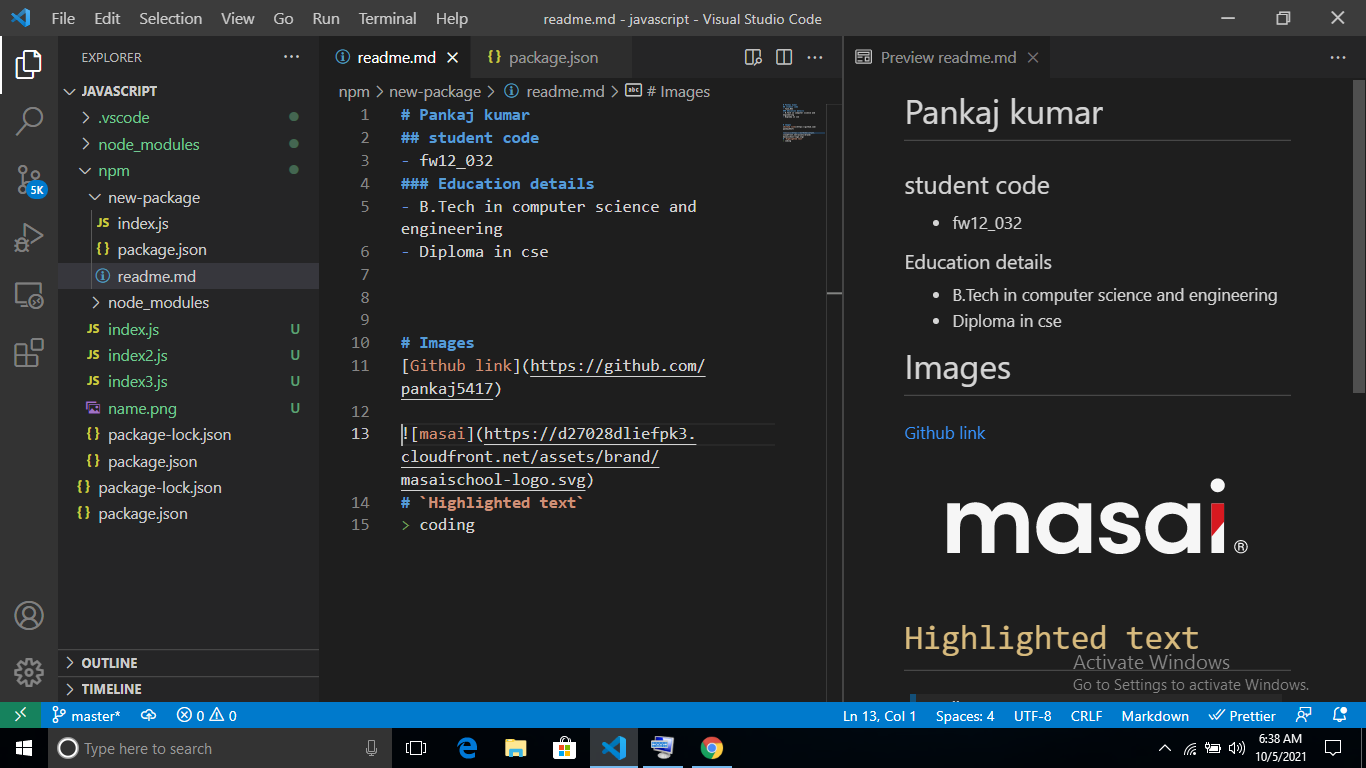 File Edit Selection View Go Run Terminal Help
readme.md - javascript - Visual Studio Code
EXPLORER
JAVASCRIPT
.vscode
node_modules
npm
new-package
index.js
package.json
readme.md
node_modules
index.js U
index2.js U
index3.js U
name.png U
package-lock.json
package.json
package-lock.json
package.json
OUTLINE
TIMELINE
5K
readme.md package.json
npm > new-package > readme.md > # Images
1 # Pankaj kumar
2 ## student code
3 - fw12_032
4 ### Education details
5 - B.Tech in computer science and
engineering
6 - Diploma in cse
7
8
9
10 # Images
11 [Github link](https://github.com/
pankaj5417)
12
13 ![masai](https://d27028dliefpk3.
cloudfront.net/assets/brand/
masaischool-logo.svg)
14 # `Highlighted text`
15 > coding
Preview readme.md
Pankaj kumar
student code
• fw12_032
Education details
• B.Tech in computer science and engineering
• Diploma in cse
Images
Github link
masai®
Highlighted text
Activate Windows
Go to Settings to activate Windows.
master* 0 0 Ln 13, Col 1 Spaces: 4 UTF-8 CRLF Markdown Prettier
Type here to search
6:38 AM
10/5/2021